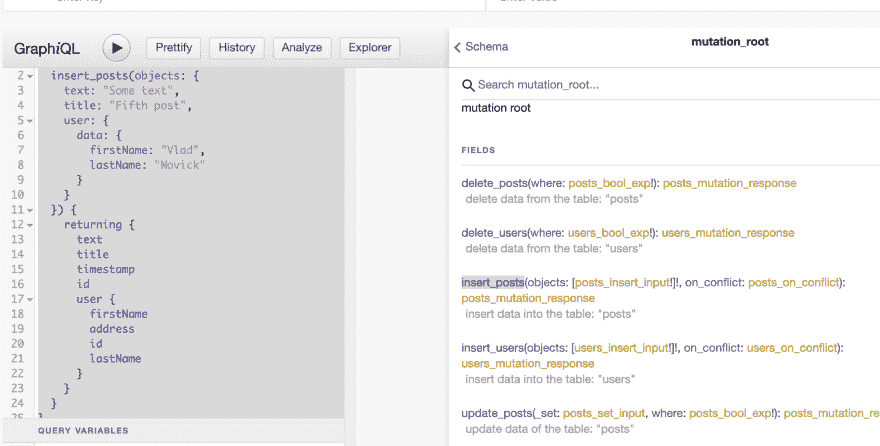 GraphiQL
Prettify
History
Analyze
Explorer
2 insert_posts(objects: {
3 text: "Some text",
4 title: "Fifth post",
5 user: {
6 data: {
7 firstName: "Vlad",
8 lastName: "Novick"
9 }
10 }
11 }) {
12 returning {
13 text
14 title
15 timestamp
16 id
17 user {
18 firstName
19 address
20 id
21 lastName
22 }
23 }
24 }
QUERY VARIABLES
Schema
mutation_root
Search mutation_root...
mutation root
FIELDS
delete_posts(where: posts_bool_exp!): posts_mutation_response
delete data from the table: "posts"
delete_users(where: users_bool_exp!): users_mutation_response
delete data from the table: "users"
insert_posts(objects: [posts_insert_input!]!, on_conflict: posts_on_conflict):
posts_mutation_response
insert data into the table: "posts"
insert_users(objects: [users_insert_input!]!, on_conflict: users_on_conflict):
users_mutation_response
insert data into the table: "users"
update_posts(_set: posts_set_input, where: posts_bool_exp!): posts_mutation_re
update data of the table: "posts"